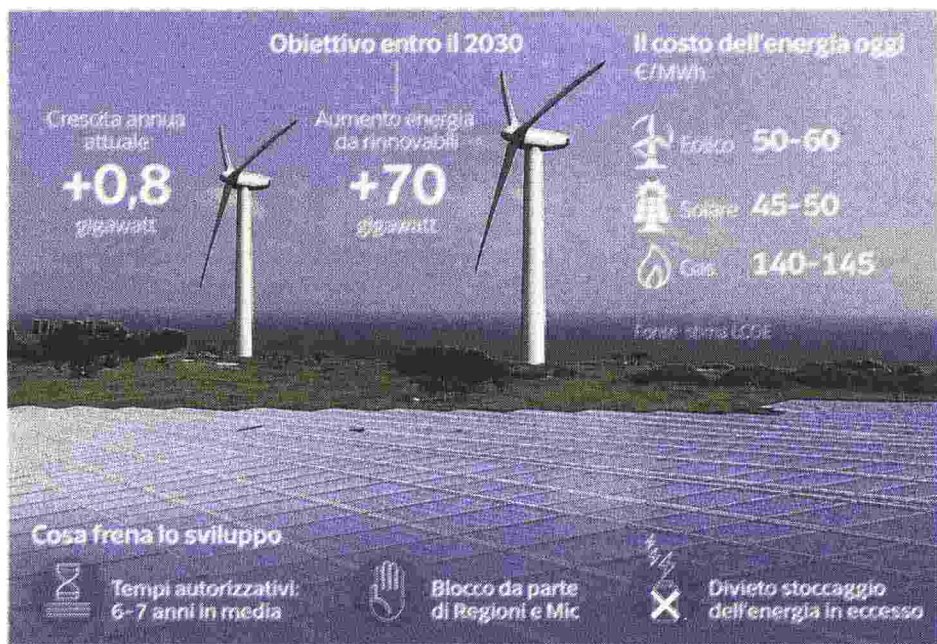 Obiettivo entro il 2030
Crescita annua
attuale
+0,8
gigawatt
Aumento energia
da rinnovabili
+70
gigawatt
Il costo dell'energia oggi
€/MWh
Eolico 50-60
Solare 45-50
Gas 140-145
Fonte: stima LCOE
Cosa frena lo sviluppo
Tempi autorizzativi:
6-7 anni in media
Blocco da parte
di Regioni e Mic
Divieto stoccaggio
dell'energia in eccesso